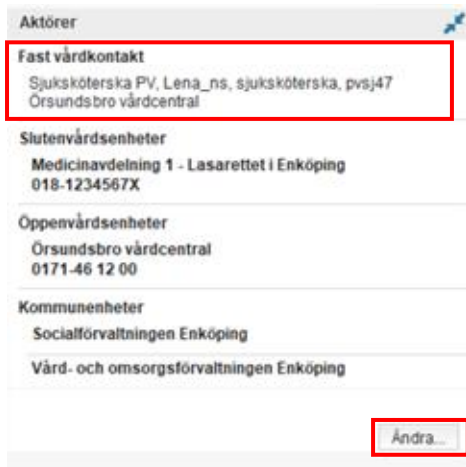 Aktörer
Fast vårdkontakt
Sjuksköterska PV, Lena_ns, sjuksköterska, pvsj47
Örsundsbro vårdcentral
Slutenvårdsenheter
Medicinavdelning 1 - Lasarettet i Enköping
018-1234567X
Öppenvårdsenheter
Örsundsbro vårdcentral
0171-46 12 00
Kommunenheter
Socialförvaltningen Enköping
Vård- och omsorgsförvaltningen Enköping
Ändra...